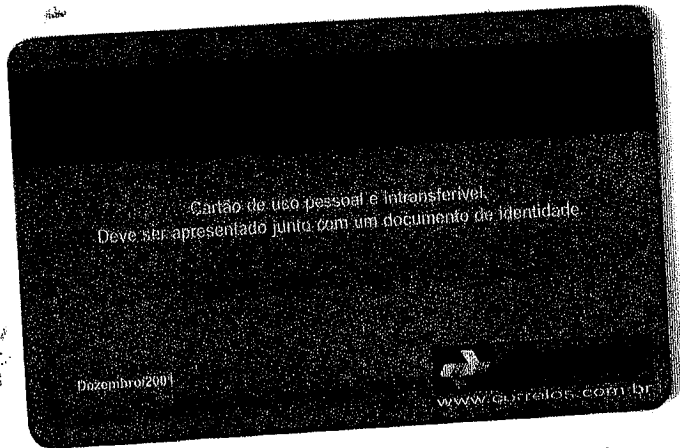 Cartão de uso pessoal e intransferível.
Deve ser apresentado junto com um documento de identidade
Dezembro/2001
www.correios.com.br